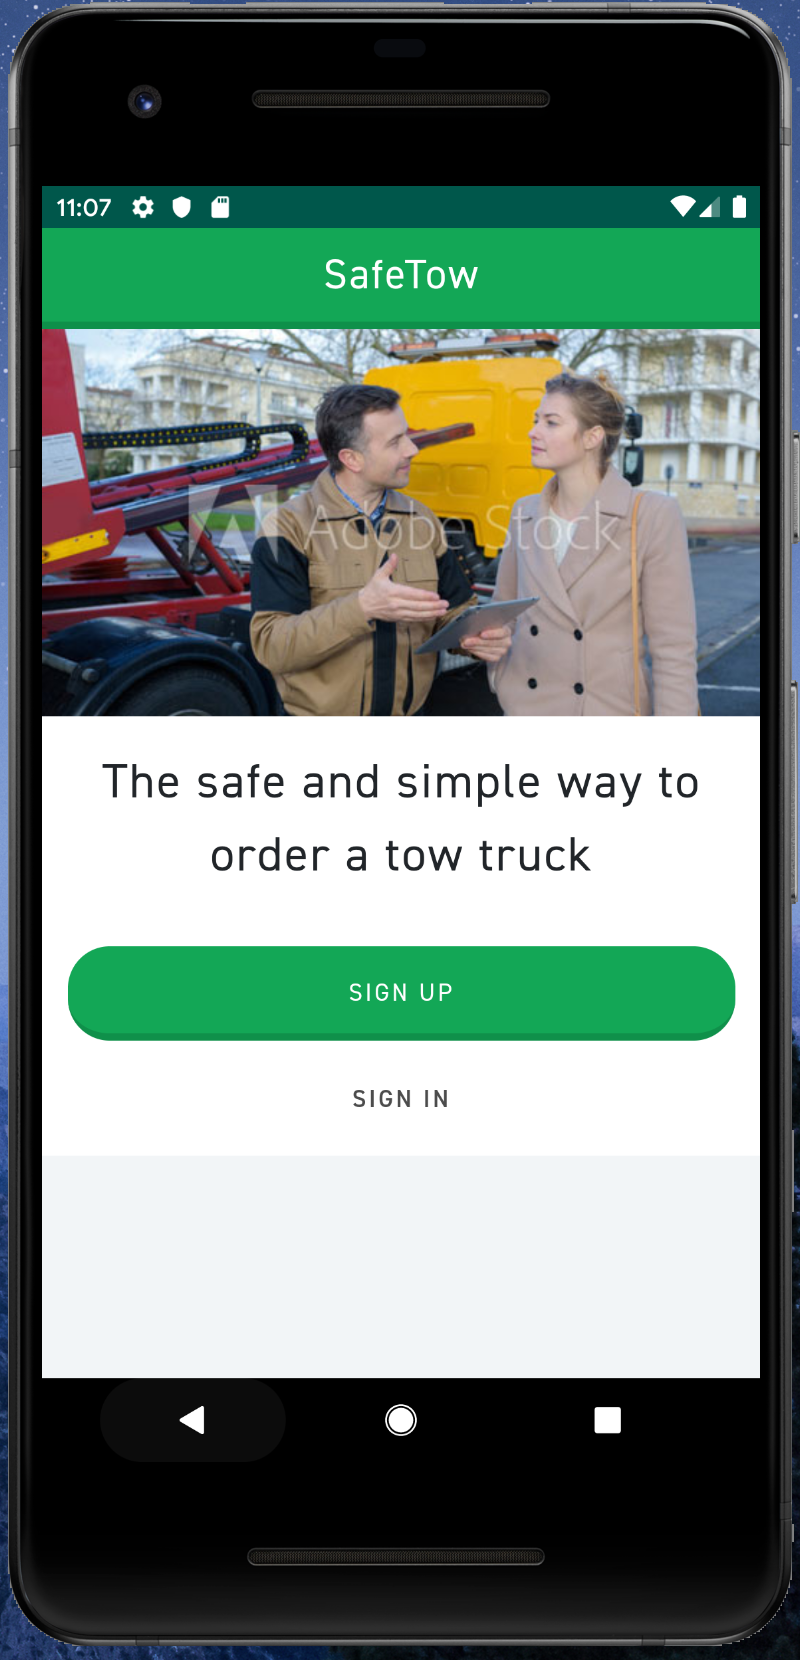 11:07
SafeTow
Adobe Stock
The safe and simple way to
order a tow truck
SIGN UP
SIGN IN